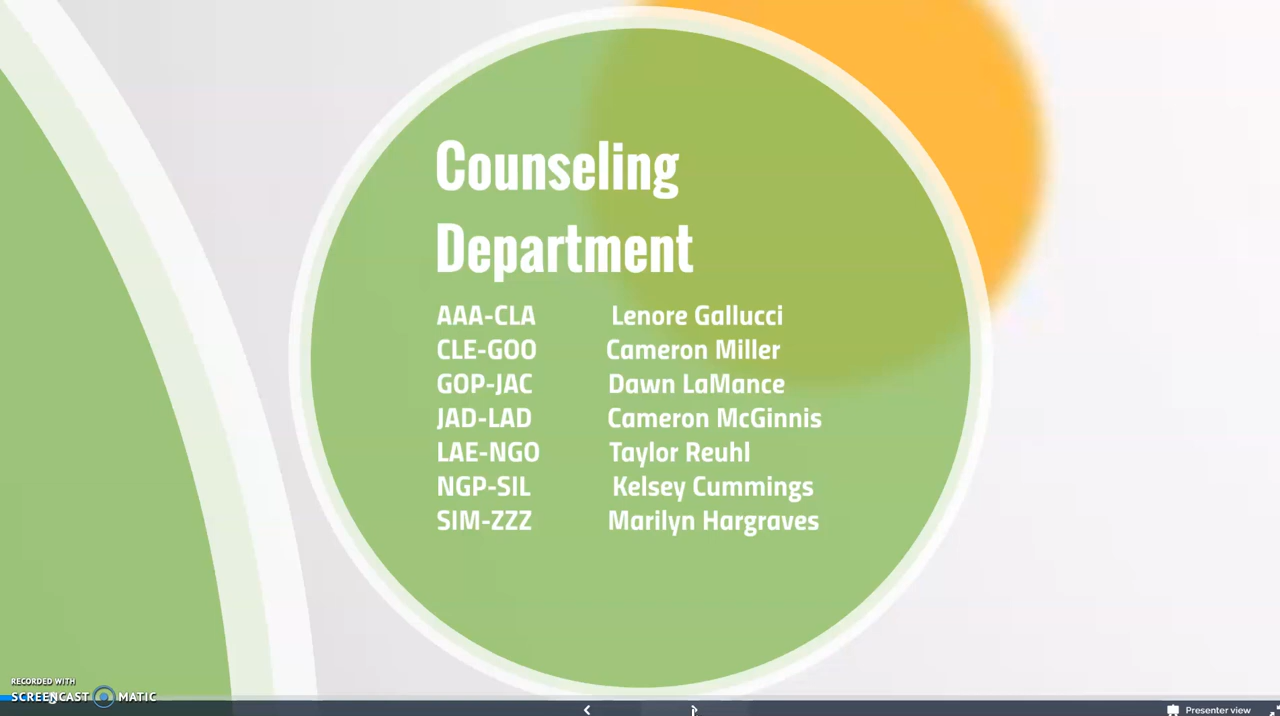 Counseling
Department
AAA-CLA Lenore Gallucci
CLE-GOO Cameron Miller
GOP-JAC Dawn LaMance
JAD-LAD Cameron McGinnis
LAE-NGO Taylor Reuhl
NGP-SIL Kelsey Cummings
SIM-ZZZ Marilyn Hargraves
RECORDED WITH
SCREENCAST MATIC
Presenter view